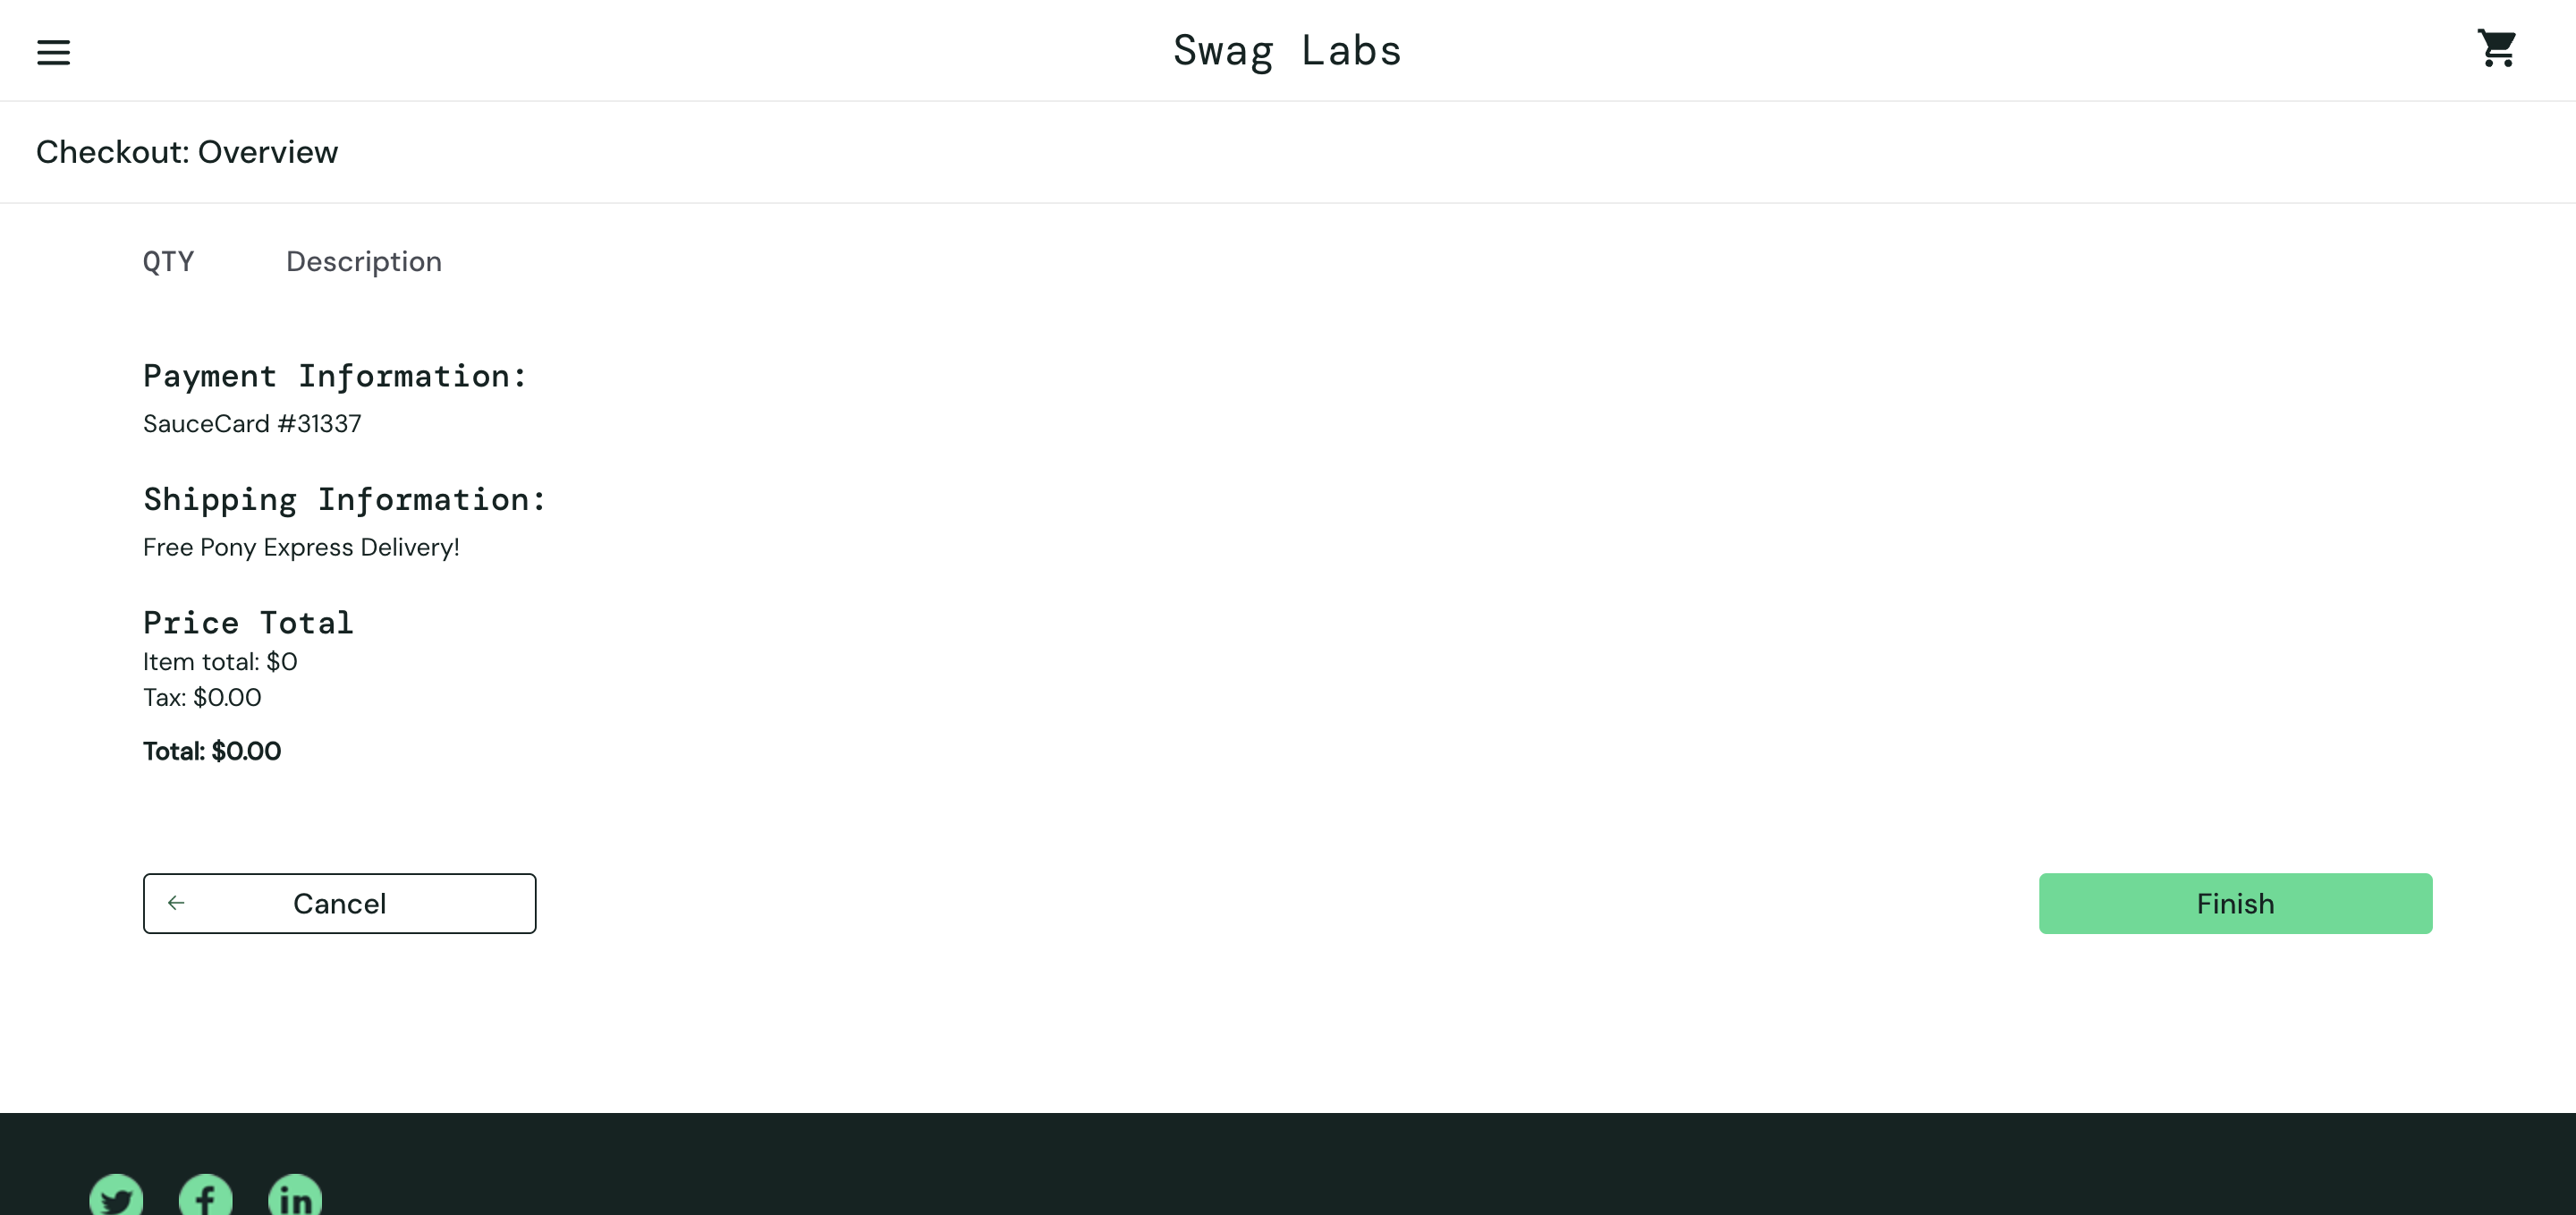 Swag Labs
Checkout: Overview
QTY Description
Payment Information:
SauceCard #31337
Shipping Information:
Free Pony Express Delivery!
Price Total
Item total: $0
Tax: $0.00
Total: $0.00
Cancel Finish